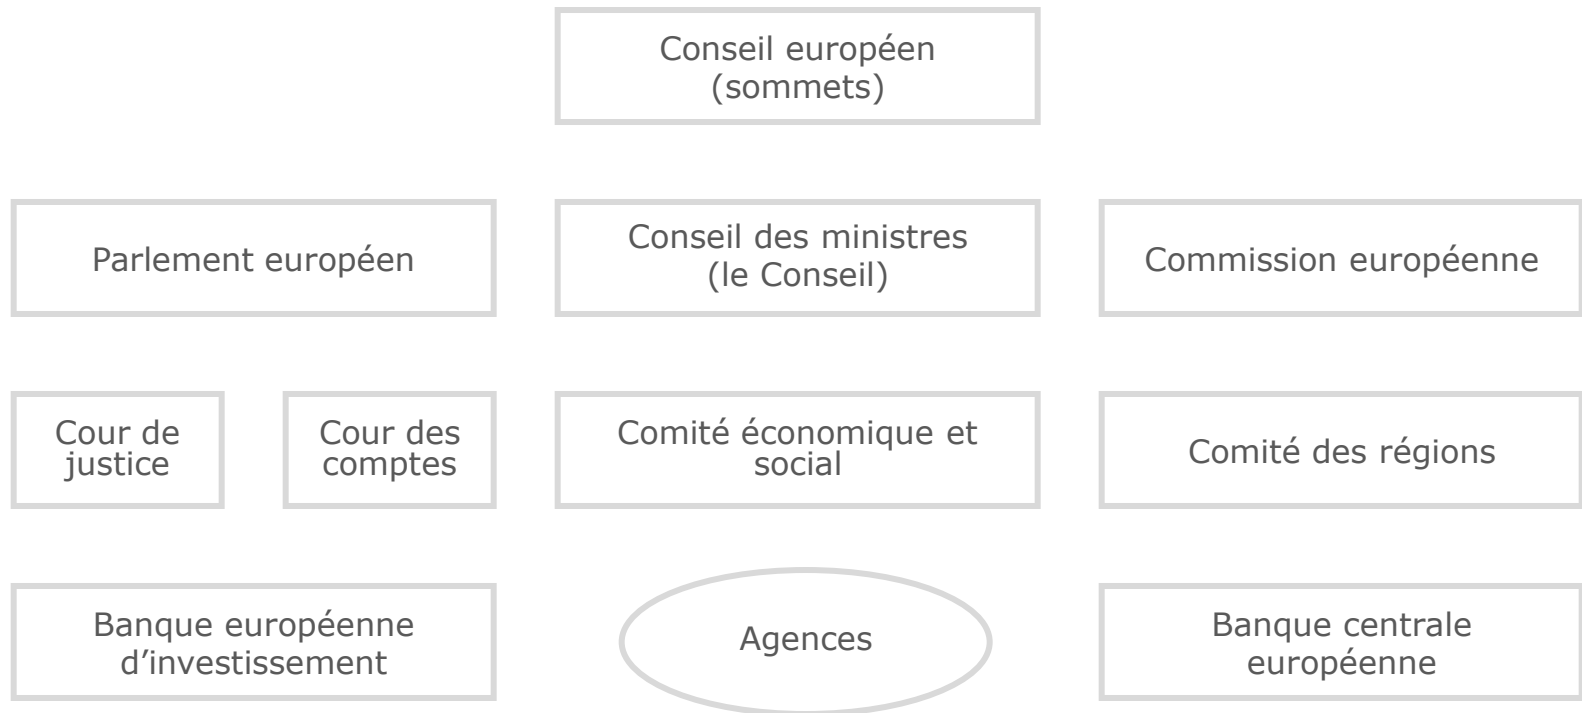 Conseil européen
(sommets)
Parlement européen
Conseil des ministres
(le Conseil)
Commission européenne
Cour de
justice
Cour des
comptes
Comité économique et
social
Comité des régions
Banque européenne
d’investissement
Agences
Banque centrale
européenne